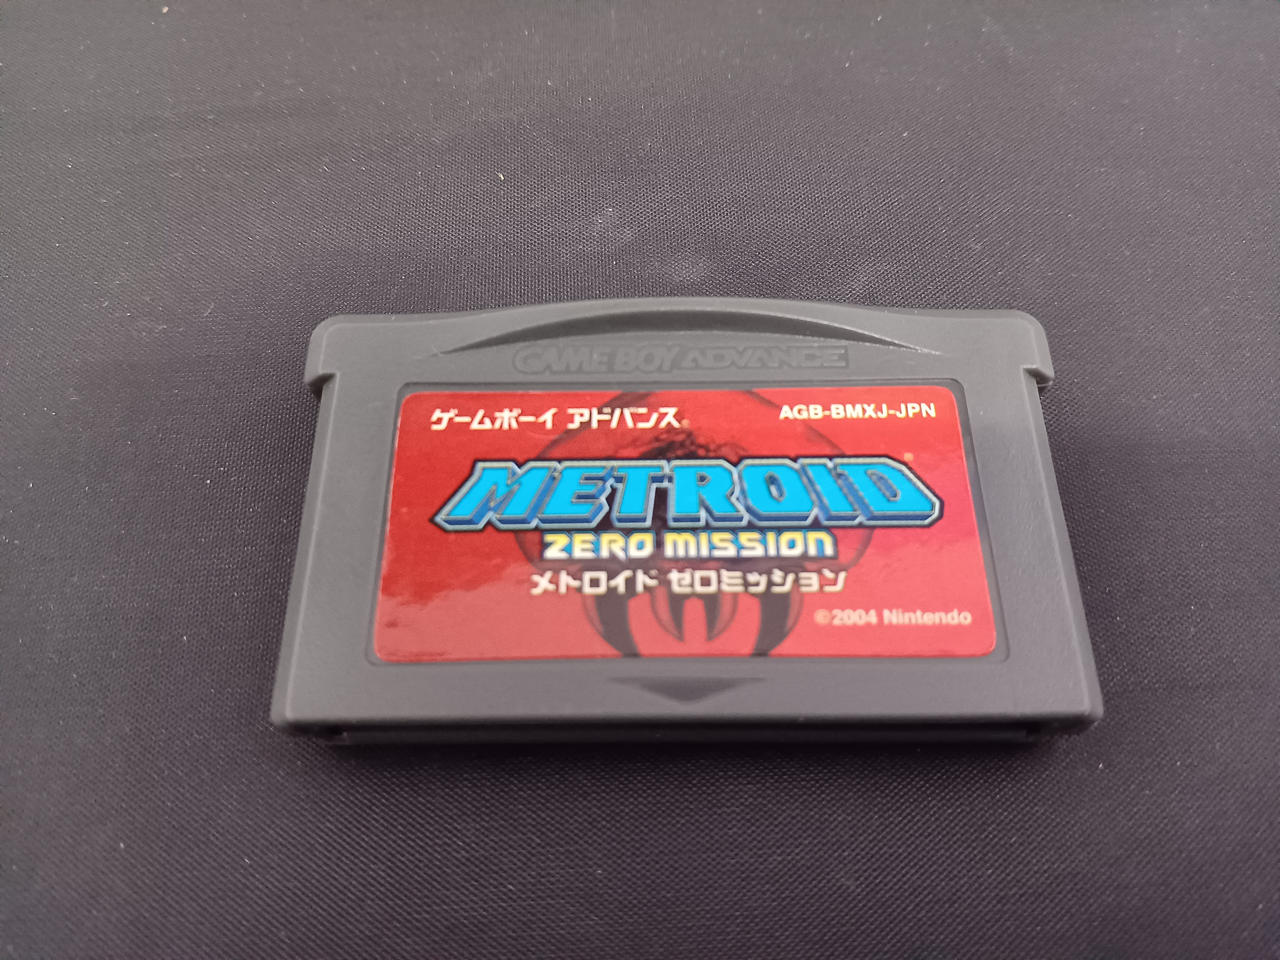 GAME BOY ADVANCE
ゲームボーイ アドバンス® AGB-BMXJ-JPN
METROID®
ZERO MISSION
メトロイド ゼロミッション
©2004 Nintendo